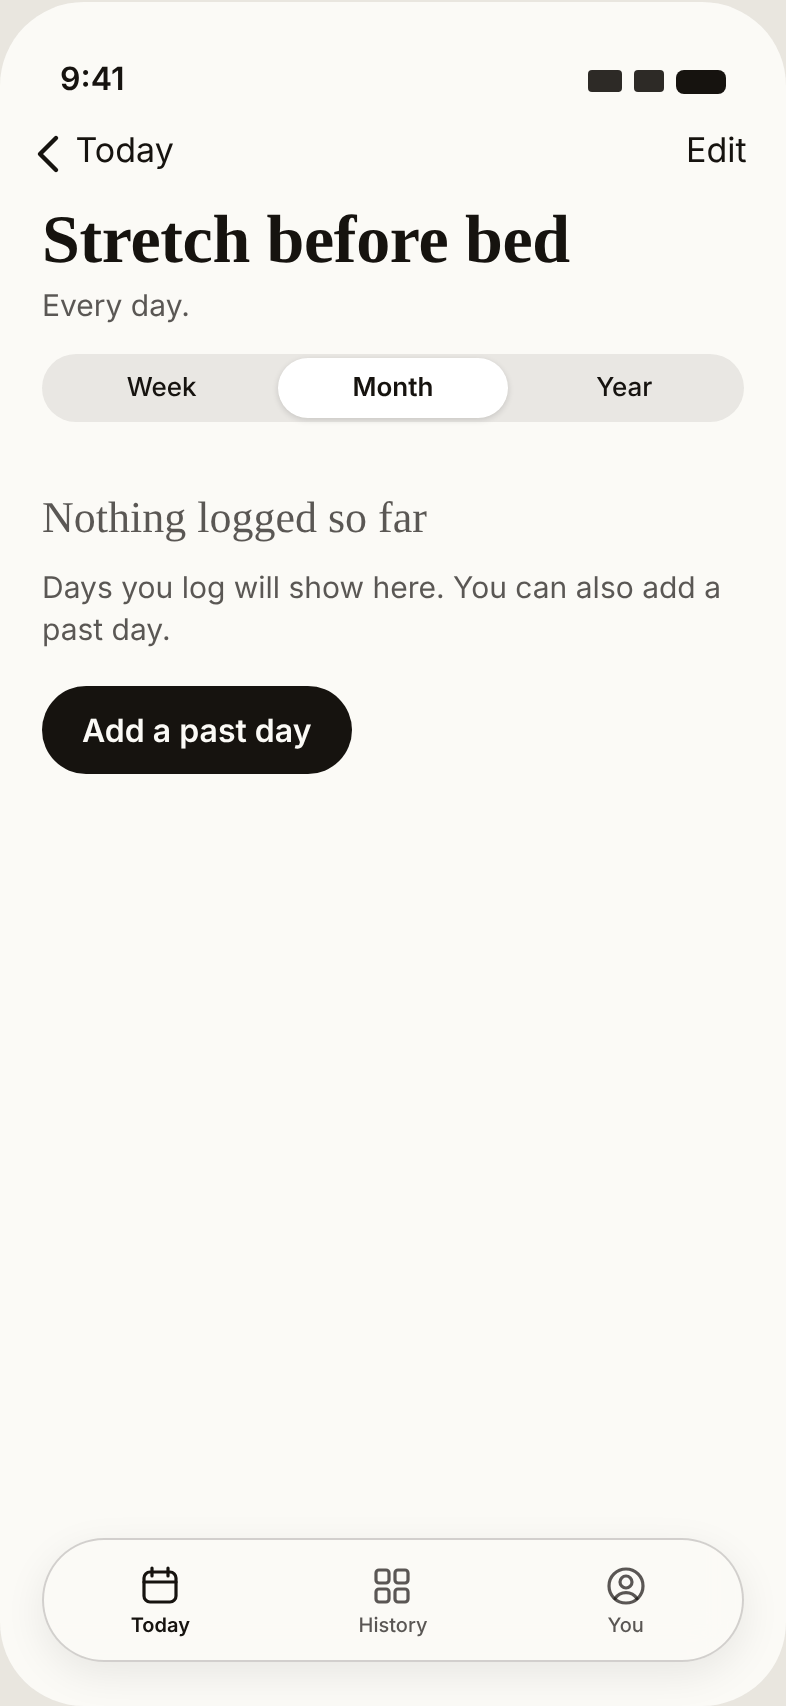 9:41
Today
Edit
Stretch before bed
Every day.
Week
Month
Year
Nothing logged so far
Days you log will show here. You can also add a
past day.
Add a past day
Today
History
You